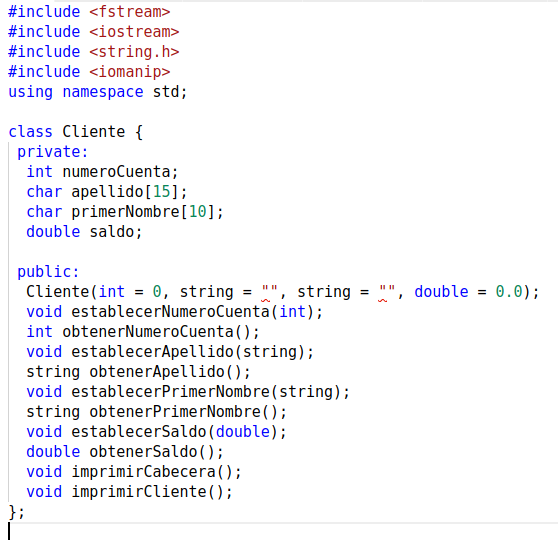 #include <fstream>
#include <iostream>
#include <string.h>
#include <iomanip>
using namespace std;

class Cliente {
 private:
  int numeroCuenta;
  char apellido[15];
  char primerNombre[10];
  double saldo;

 public:
  Cliente(int = 0, string = "", string = "", double = 0.0);
  void establecerNumeroCuenta(int);
  int obtenerNumeroCuenta();
  void establecerApellido(string);
  string obtenerApellido();
  void establecerPrimerNombre(string);
  string obtenerPrimerNombre();
  void establecerSaldo(double);
  double obtenerSaldo();
  void imprimirCabecera();
  void imprimirCliente();
};